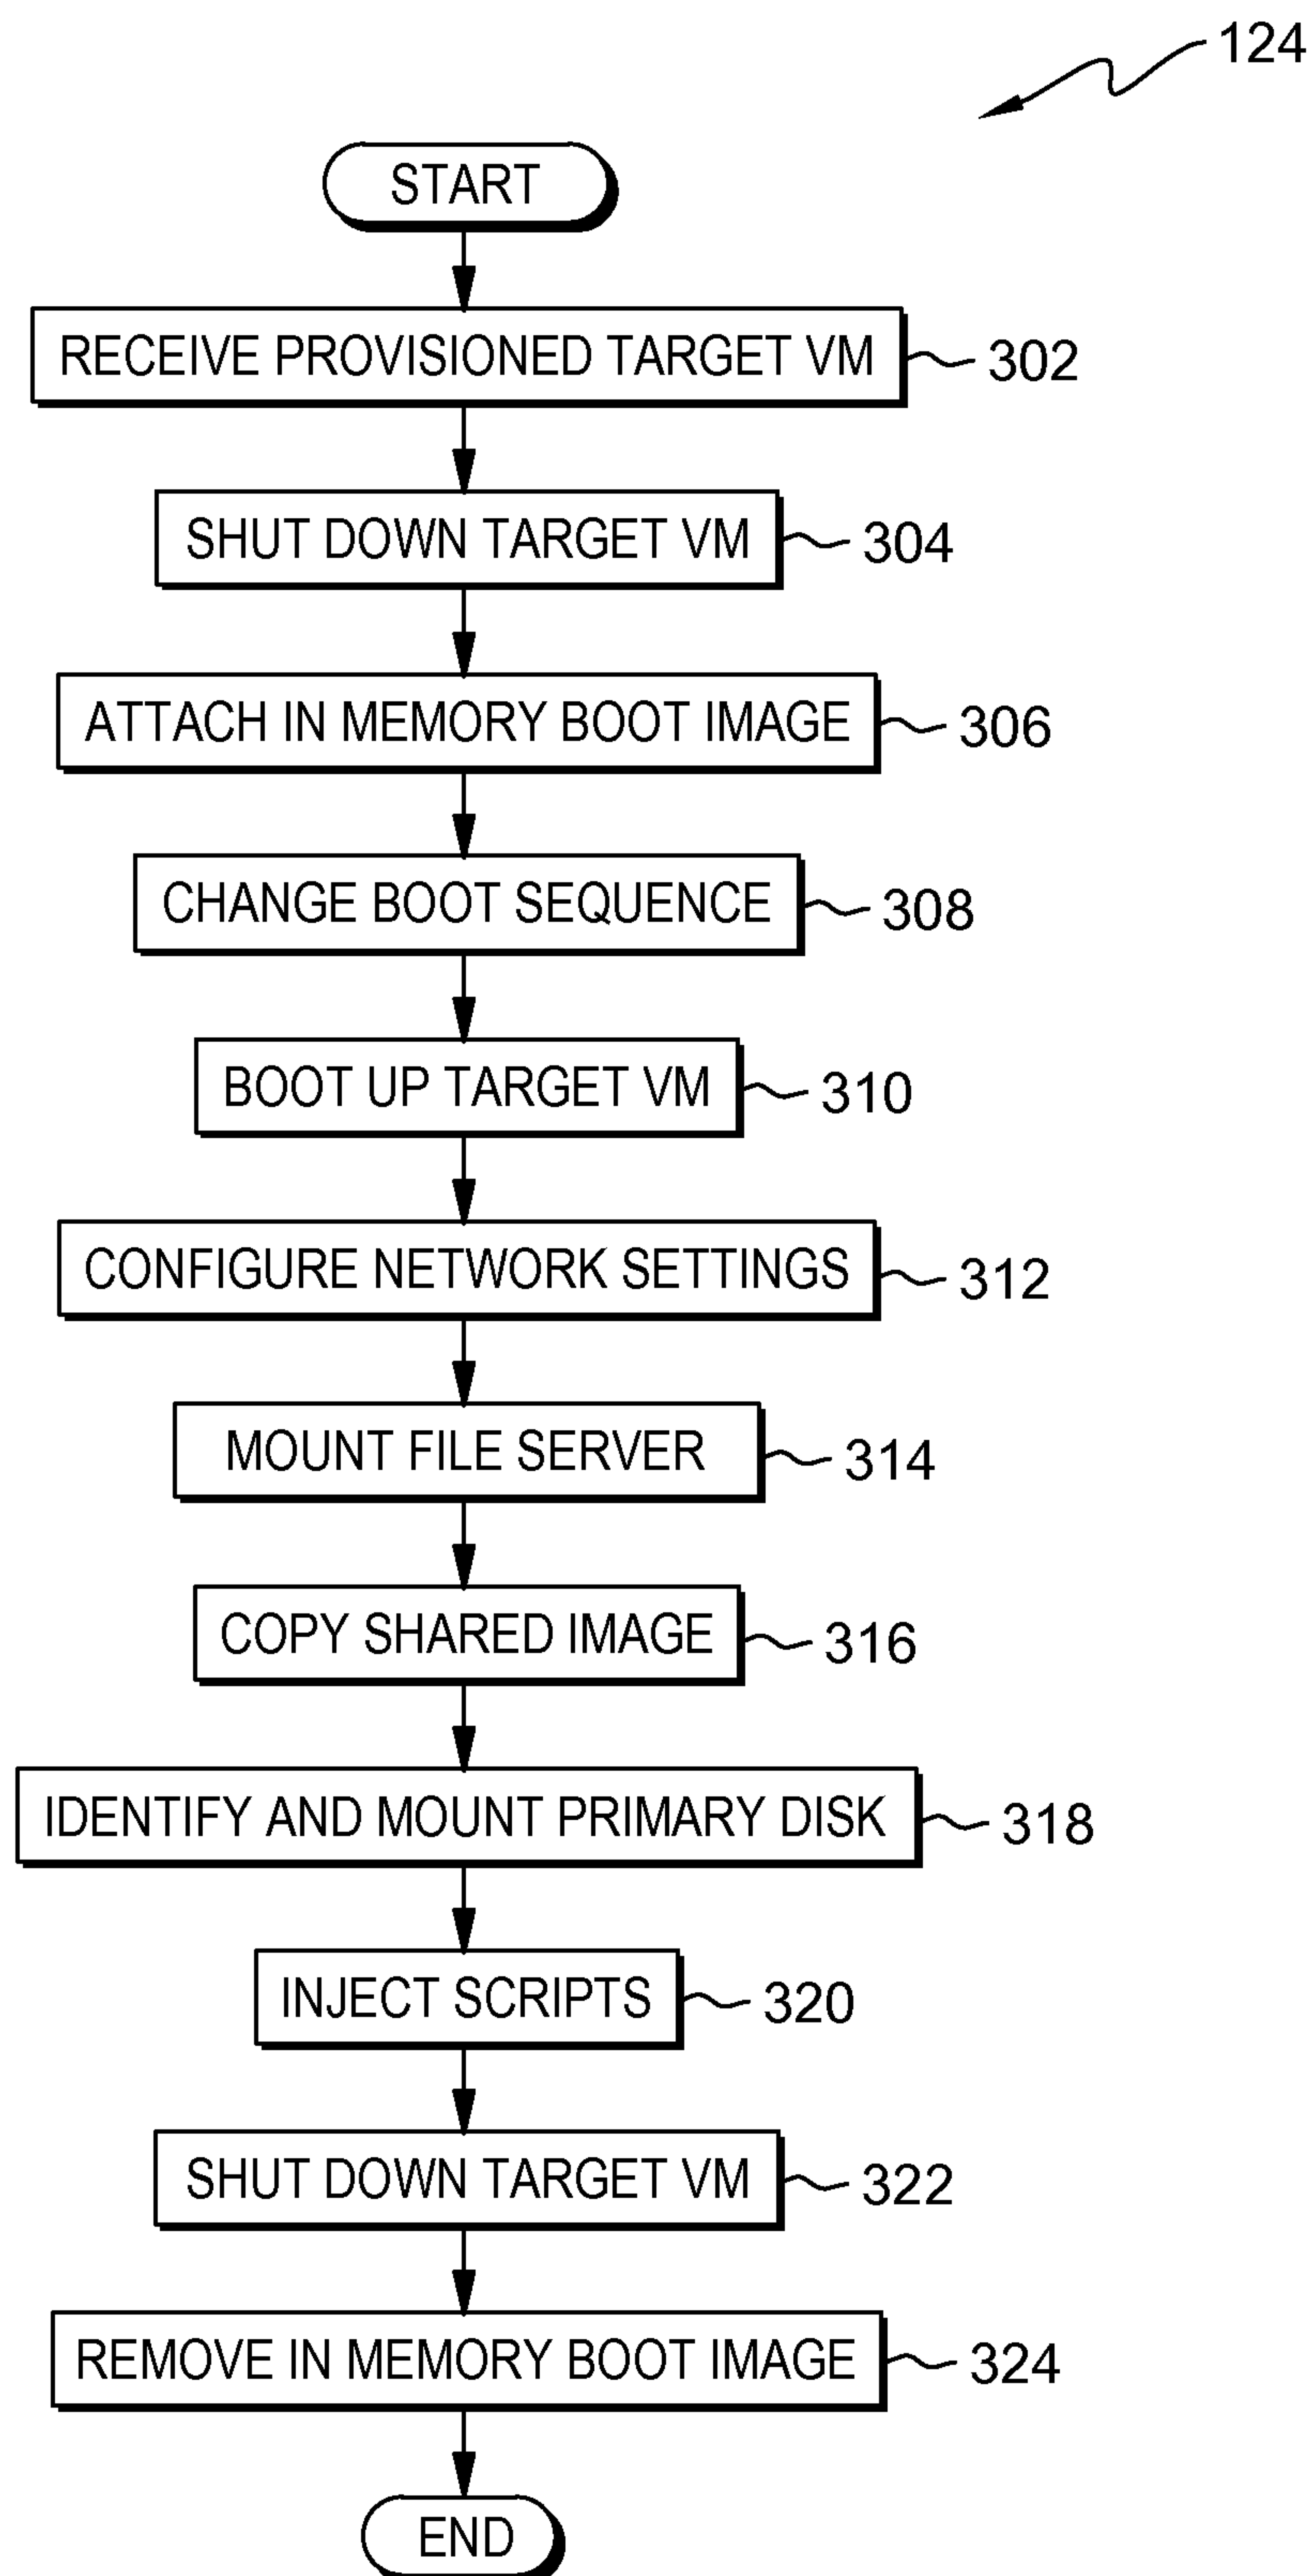 124
START
RECEIVE PROVISIONED TARGET VM 302
SHUT DOWN TARGET VM 304
ATTACH IN MEMORY BOOT IMAGE 306
CHANGE BOOT SEQUENCE 308
BOOT UP TARGET VM 310
CONFIGURE NETWORK SETTINGS 312
MOUNT FILE SERVER 314
COPY SHARED IMAGE 316
IDENTIFY AND MOUNT PRIMARY DISK 318
INJECT SCRIPTS 320
SHUT DOWN TARGET VM 322
REMOVE IN MEMORY BOOT IMAGE 324
END